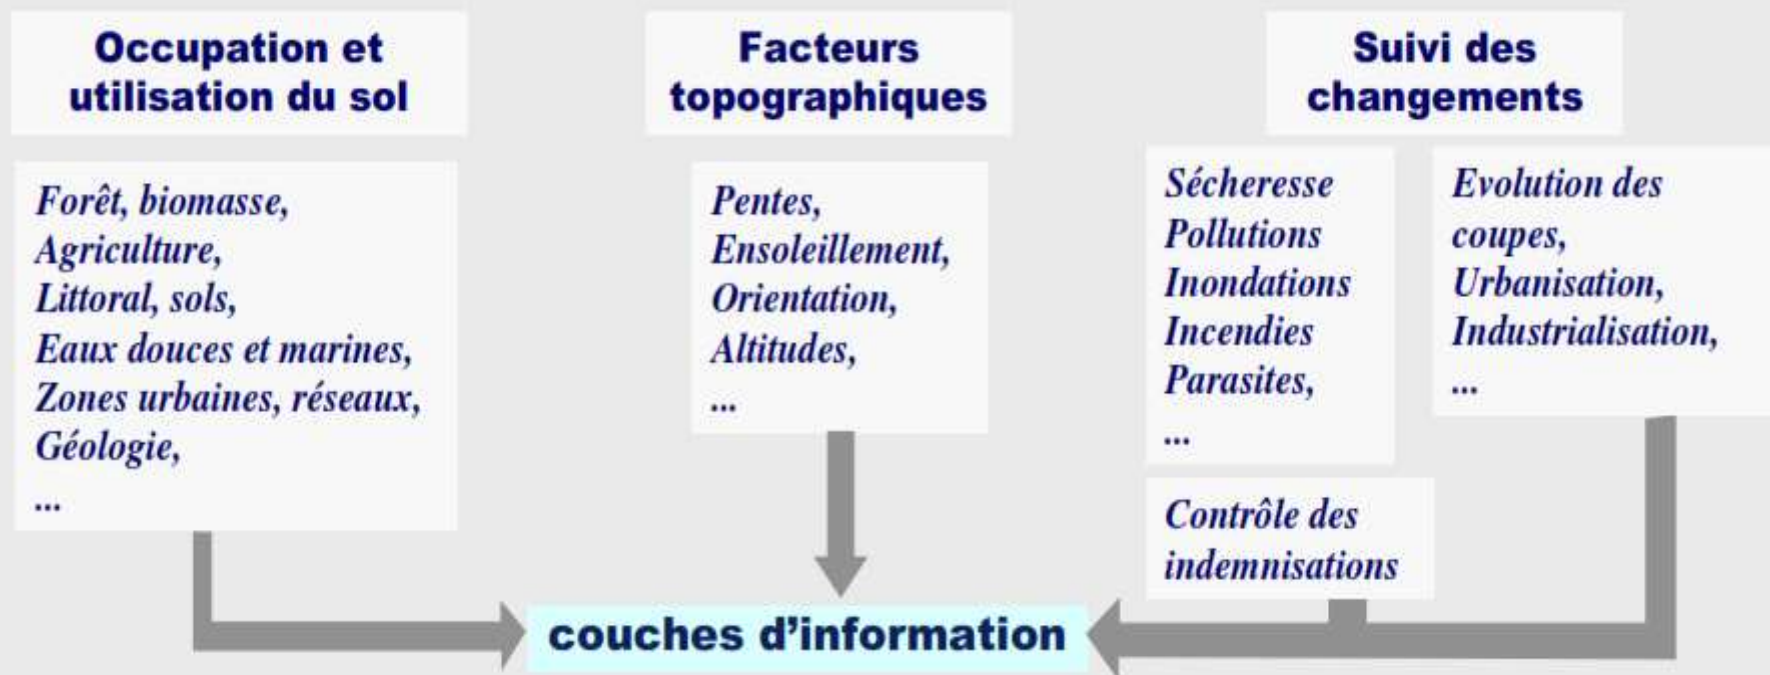 Occupation et
utilisation du sol
Forêt, biomasse,
Agriculture,
Littoral, sols,
Eaux douces et marines,
Zones urbaines, réseaux,
Géologie,
...
Facteurs
topographiques
Pentes,
Ensoleillement,
Orientation,
Altitudes,
...
Suivi des
changements
Sécheresse
Pollutions
Inondations
Incendies
Parasites,
...
Contrôle des
indemnisations
Evolution des
coupes,
Urbanisation,
Industrialisation,
...
couches d’information